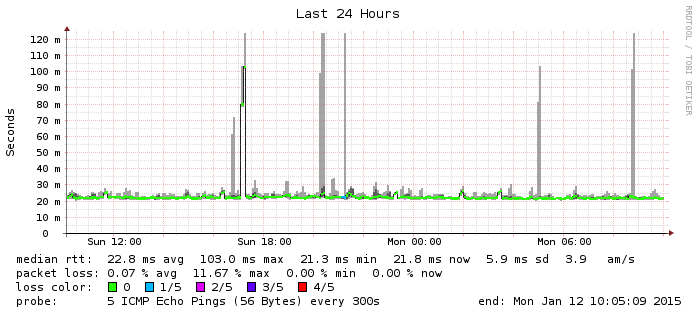 Last 24 Hours
RRDTOOL / TOBI OETIKER
Seconds
120 m
110 m
100 m
90 m
80 m
70 m
60 m
50 m
40 m
30 m
20 m
10 m
0
Sun 12:00 Sun 18:00 Mon 00:00 Mon 06:00
median rtt: 22.8 ms avg 103.0 ms max 21.3 ms min 21.8 ms now 5.9 ms sd 3.9 am/s
packet loss: 0.07 % avg 11.67 % max 0.00 % min 0.00 % now
loss color: 0 1/5 2/5 3/5 4/5
probe: 5 ICMP Echo Pings (56 Bytes) every 300s end: Mon Jan 12 10:05:09 2015